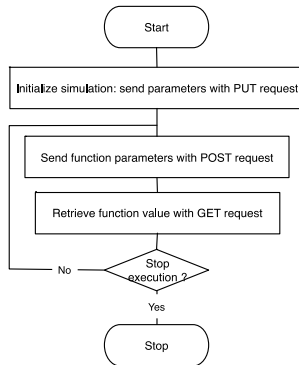 Start
Initialize simulation: send parameters with PUT request
Send function parameters with POST request
Retrieve function value with GET request
Stop
execution ?
No
Yes
Stop